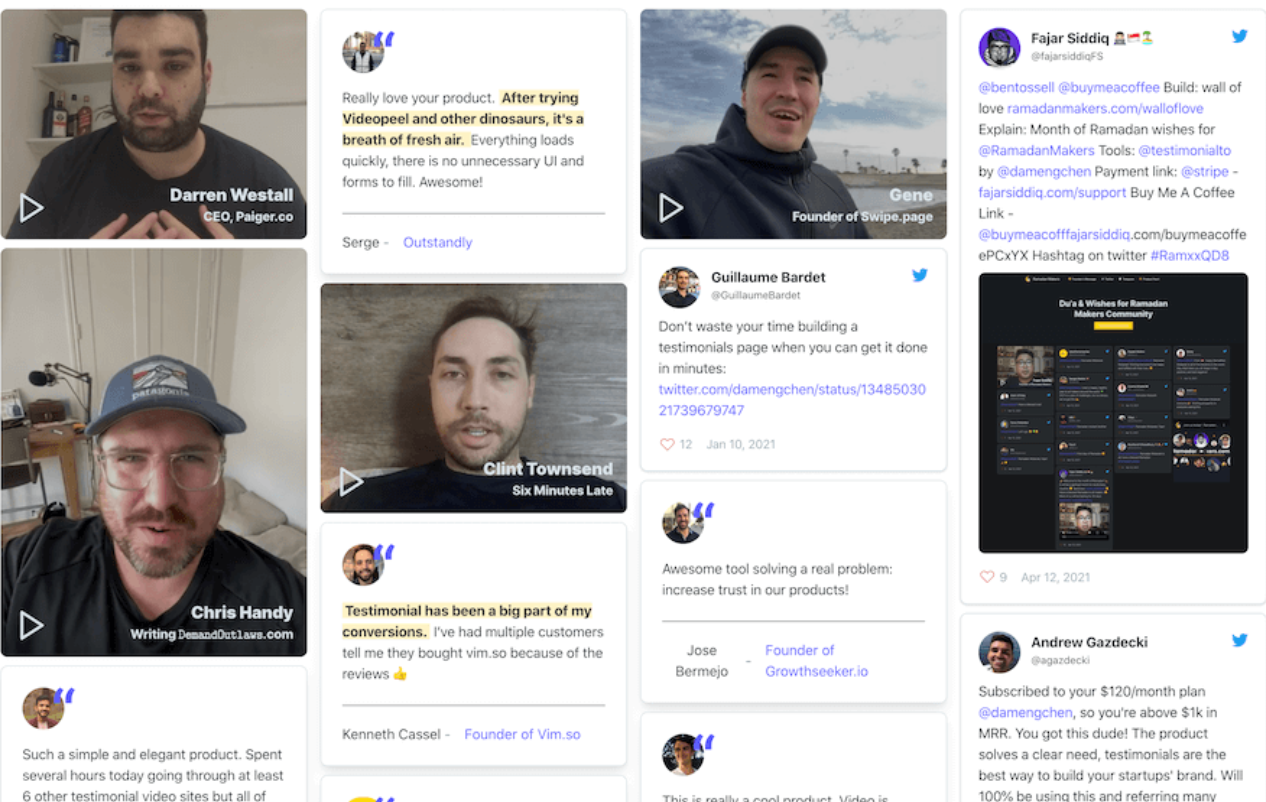 Darren Westall
CEO, Paiger.co
patagonia
Chris Handy
Writing DemandOutlaws.com
Such a simple and elegant product. Spent
several hours today going through at least
6 other testimonial video sites but all of
Really love your product. After trying
Videopeel and other dinosaurs, it's a
breath of fresh air. Everything loads
quickly, there is no unnecessary UI and
forms to fill. Awesome!
Serge - Outstandly
Clint Townsend
Six Minutes Late
Testimonial has been a big part of my
conversions. I've had multiple customers
tell me they bought vim.so because of the
reviews 👍
Kenneth Cassel - Founder of Vim.so
Gene
Founder of Swipe.page
Guillaume Bardet
@GuillaumeBardet
Don't waste your time building a
testimonials page when you can get it done
in minutes:
twitter.com/damengchen/status/13485030
21739679747
12 Jan 10, 2021
Awesome tool solving a real problem:
increase trust in our products!
Jose
Bermejo
-
Founder of
Growthseeker.io
This is really a cool product. Video is
Fajar Siddiq
@fajarsiddiqFS
@bentossell @buymeacoffee Build: wall of
love ramadanmakers.com/walloflove
Explain: Month of Ramadan wishes for
@RamadanMakers Tools: @testimonialto
by @damengchen Payment link: @stripe -
fajarsiddiq.com/support Buy Me A Coffee
Link -
@buymeacofffajarsiddiq.com/buymeacoffe
ePCxYX Hashtag on twitter #RamxxQD8
Du'a & Wishes for Ramadan
Makers Community
9 Apr 12, 2021
Andrew Gazdecki
@agazdecki
Subscribed to your $120/month plan
@damengchen, so you're above $1k in
MRR. You got this dude! The product
solves a clear need, testimonials are the
best way to build your startups' brand. Will
100% be using this and referring many